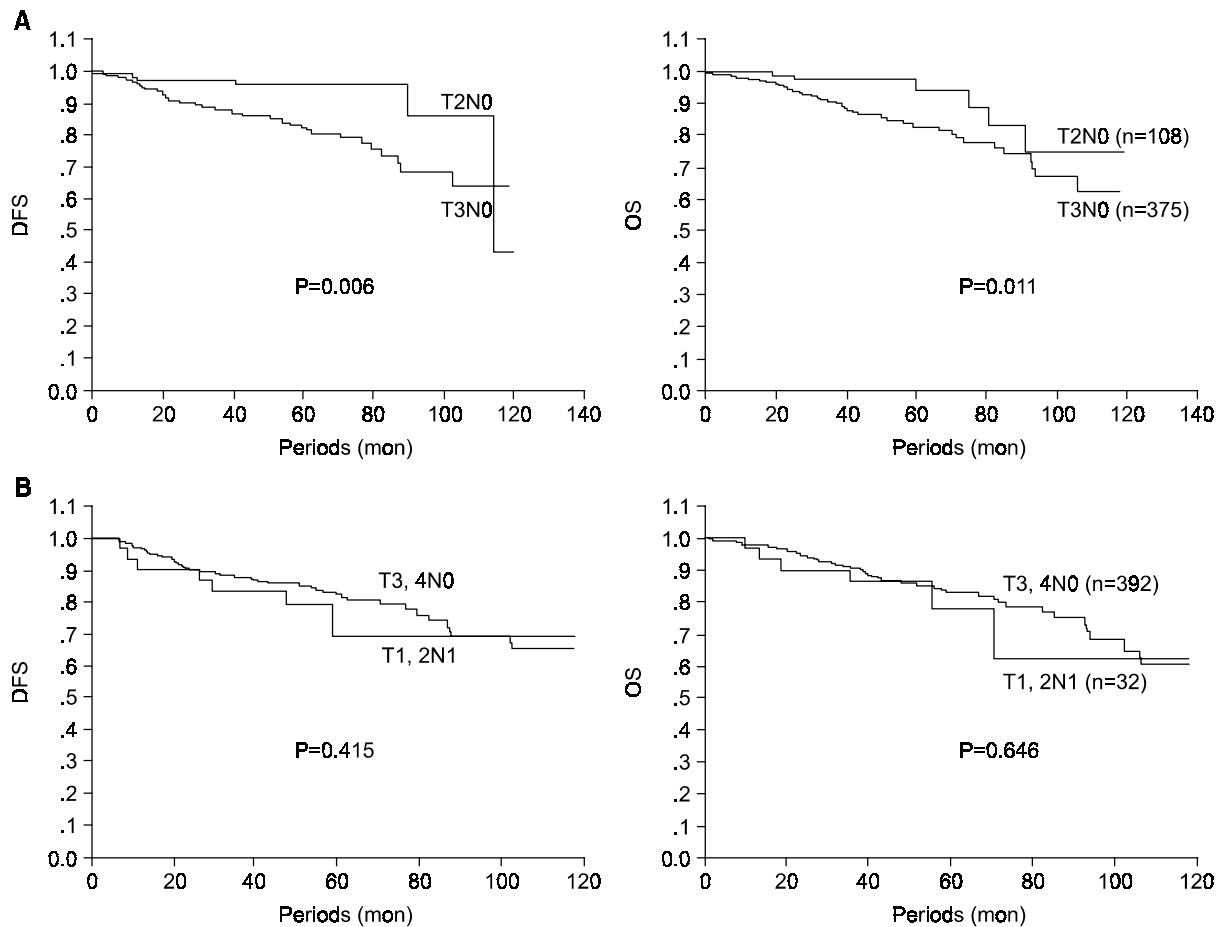 A
1.1
1.0
.9
.8
.7
.6
.5
.4
.3
.2
.1
0.0
DFS
T2N0
T3N0
P=0.006
0 20 40 60 80 100 120 140
Periods (mon)
1.1
1.0
.9
.8
.7
.6
.5
.4
.3
.2
.1
0.0
OS
T2N0 (n=108)
T3N0 (n=375)
P=0.011
0 20 40 60 80 100 120 140
Periods (mon)
B
1.1
1.0
.9
.8
.7
.6
.5
.4
.3
.2
.1
0.0
DFS
T3, 4N0
T1, 2N1
P=0.415
0 20 40 60 80 100 120
Periods (mon)
1.1
1.0
.9
.8
.7
.6
.5
.4
.3
.2
.1
0.0
OS
T3, 4N0 (n=392)
T1, 2N1 (n=32)
P=0.646
0 20 40 60 80 100 120
Periods (mon)